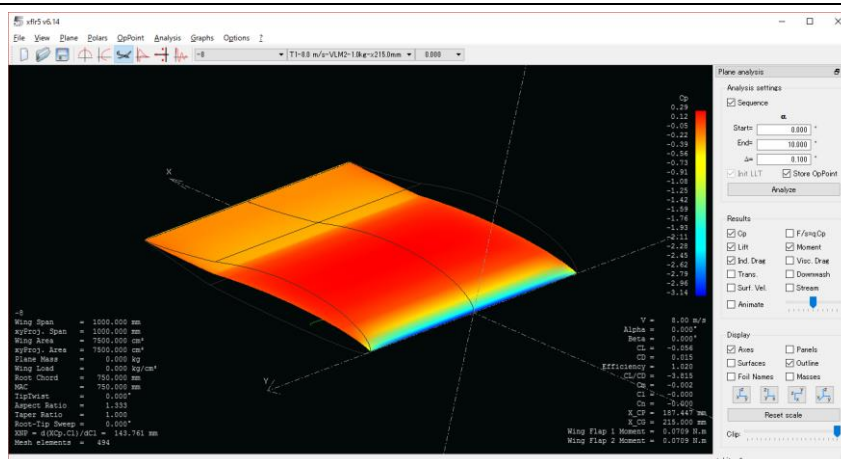 xflr5 v6.14
File View Plane Polars OpPoint Analysis Graphs Options ?
-8 T1-8.0 m/s-VLM2-1.0kg-x215.0mm 0.000
Plane analysis
Analysis settings
Sequence
α
Start= 0.000 °
End= 10.000 °
Δ= 0.100 °
Init LLT Store OpPoint
Analyze
Results
Cp F/s=qCp
Lift Moment
Ind. Drag Visc. Drag
Trans. Downwash
Surf. Vel. Stream
Animate
Display
Axes Panels
Surfaces Outline
Foil Names Masses
Reset scale
Clip:
Cp
0.29
0.12
-0.05
-0.22
-0.39
-0.56
-0.73
-0.91
-1.08
-1.25
-1.42
-1.59
-1.76
-1.93
-2.11
-2.28
-2.45
-2.62
-2.79
-2.96
-3.14
X
Y
-8
Wing Span = 1000.000 mm
xyProj. Span = 1000.000 mm
Wing Area = 7500.000 cm²
xyProj. Area = 7500.000 cm²
Plane Mass = 0.000 kg
Wing Load = 0.000 kg/cm²
Root Chord = 750.000 mm
MAC = 750.000 mm
TipTwist = 0.000°
Aspect Ratio = 1.333
Taper Ratio = 1.000
Root-Tip Sweep = 0.000°
XNP = d(XCp.Cl)/dCl = 143.761 mm
Mesh elements = 494
V = 8.00 m/s
Alpha = 0.000°
Beta = 0.000°
CL = -0.056
CD = 0.015
Efficiency = 1.020
CL/CD = -3.815
Cm = -0.002
Cl = -0.000
Cn = -0.000
X_CP = 187.447 mm
X_CG = 215.000 mm
Wing Flap 1 Moment = 0.0709 N.m
Wing Flap 2 Moment = 0.0709 N.m